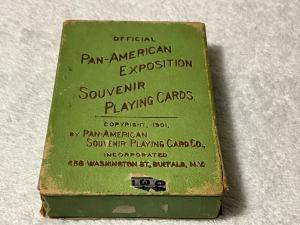 OFFICIAL
PAN-AMERICAN
EXPOSITION
SOUVENIR
PLAYING CARDS
COPYRIGHT, 1901,
BY PAN-AMERICAN
SOUVENIR PLAYING CARD CO.,
INCORPORATED
458 WASHINGTON ST., BUFFALO, N.Y.